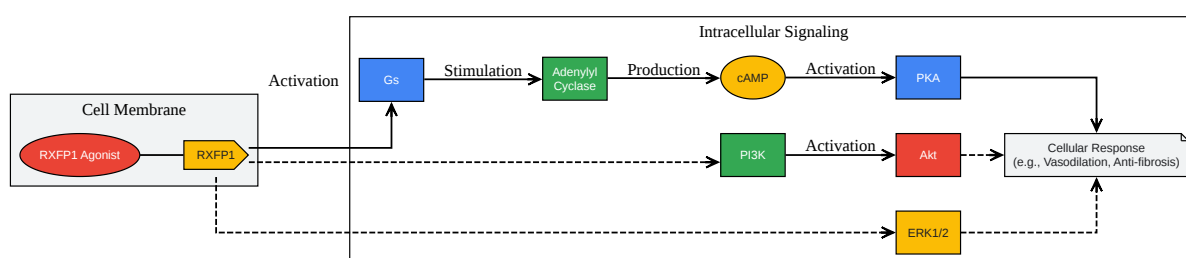 Intracellular Signaling
Activation
Gs
Stimulation
Adenylyl
Cyclase
Production
cAMP
Activation
PKA
Cell Membrane
RXFP1 Agonist
RXFP1
PI3K
Activation
Akt
Cellular Response
(e.g., Vasodilation, Anti-fibrosis)
ERK1/2